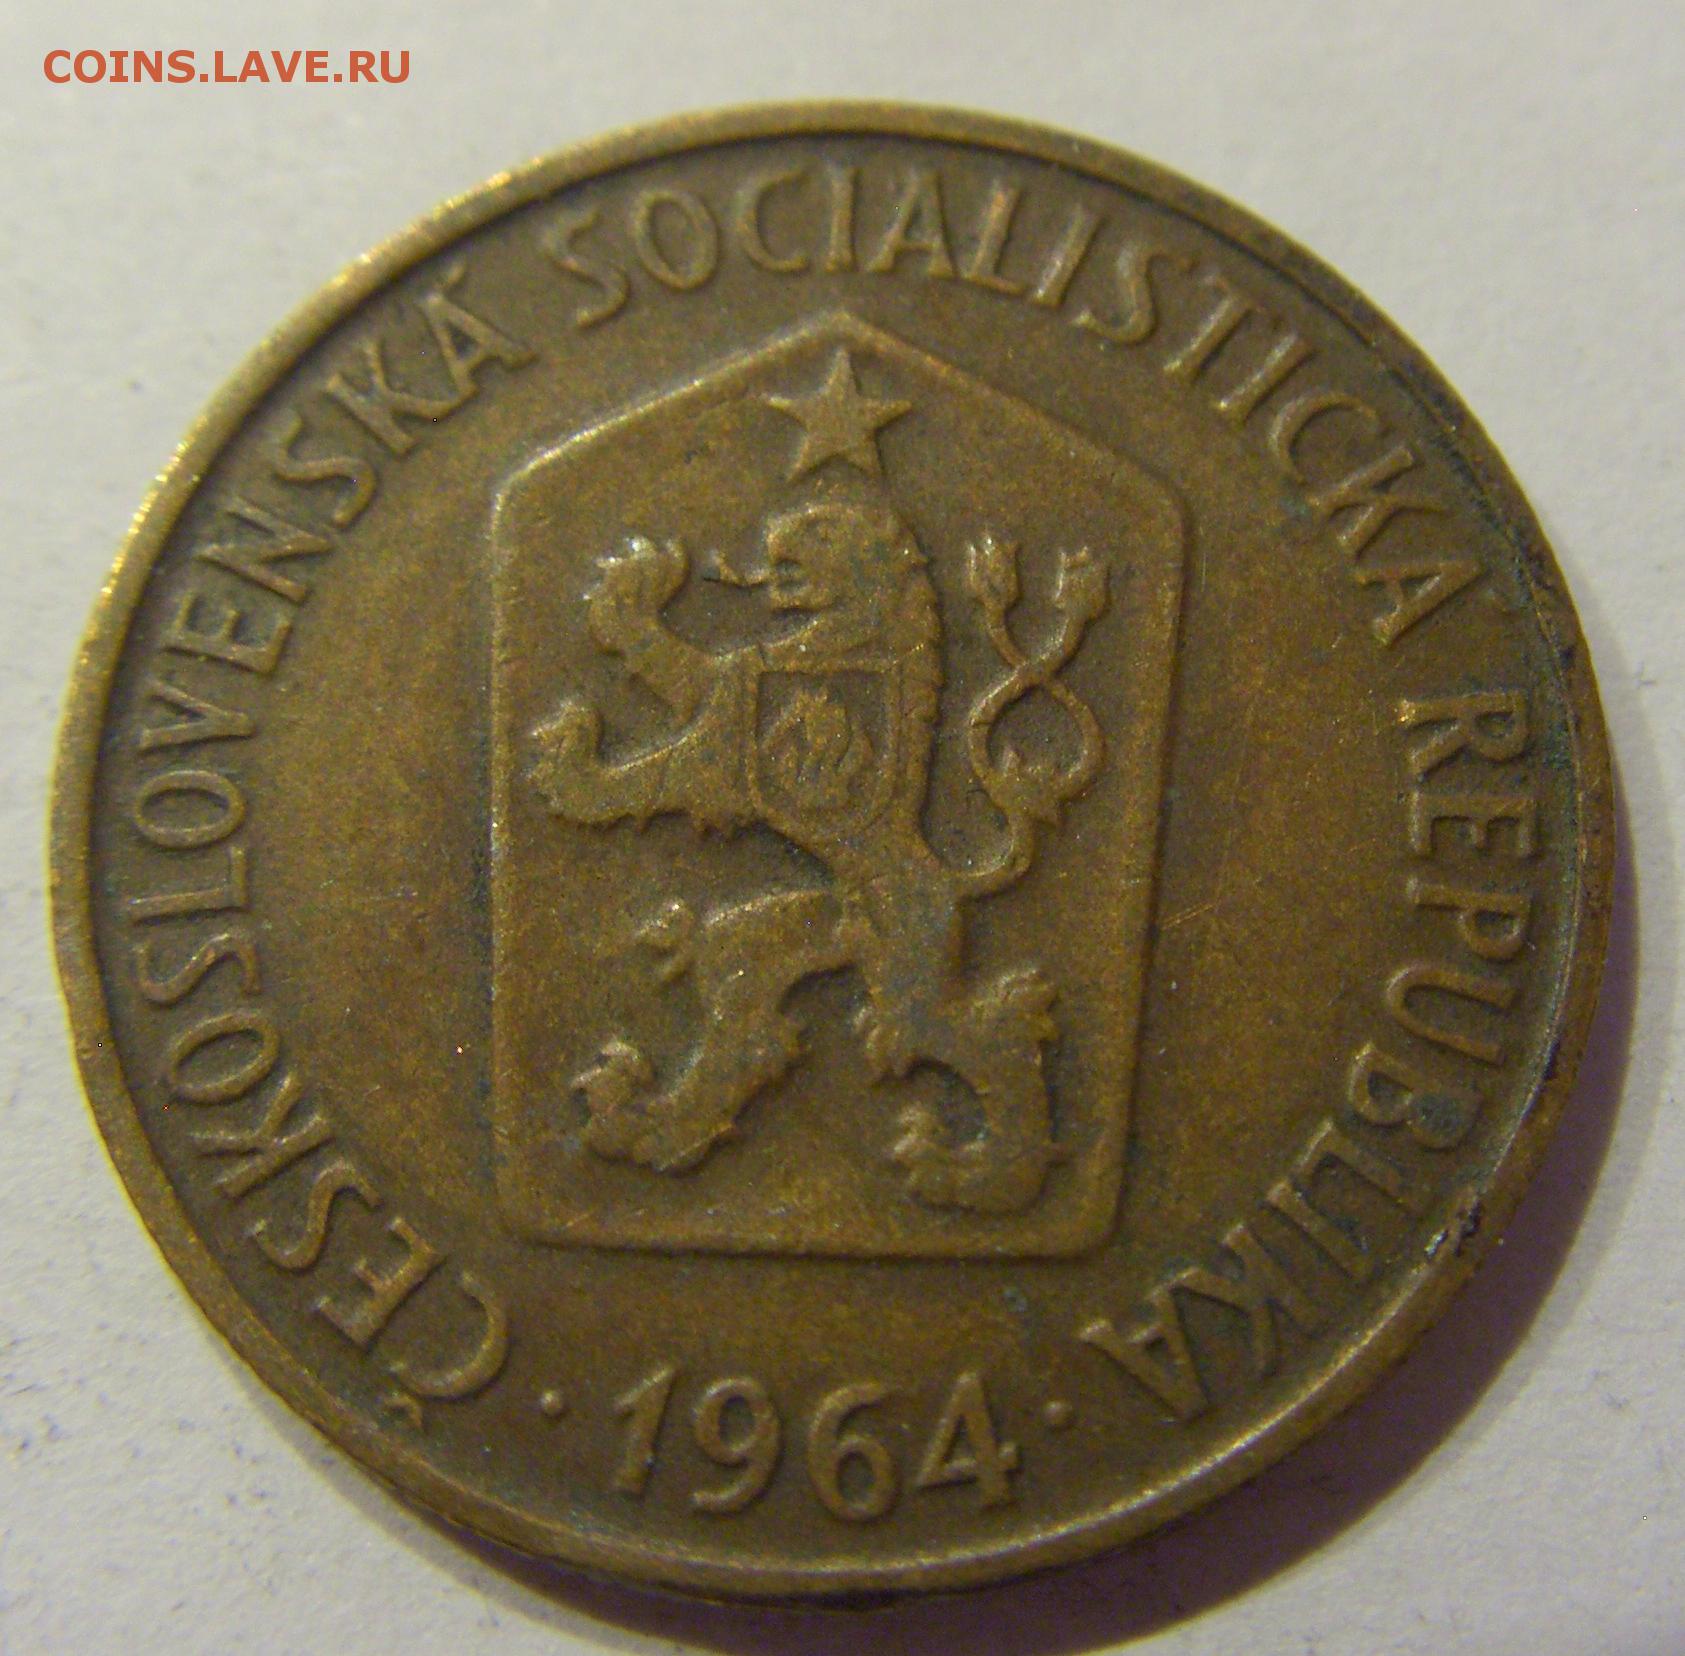 COINS.LAVE.RU
ČESKOSLOVENSKÁ SOCIALISTICKÁ REPUBLIKA
· 1964 ·